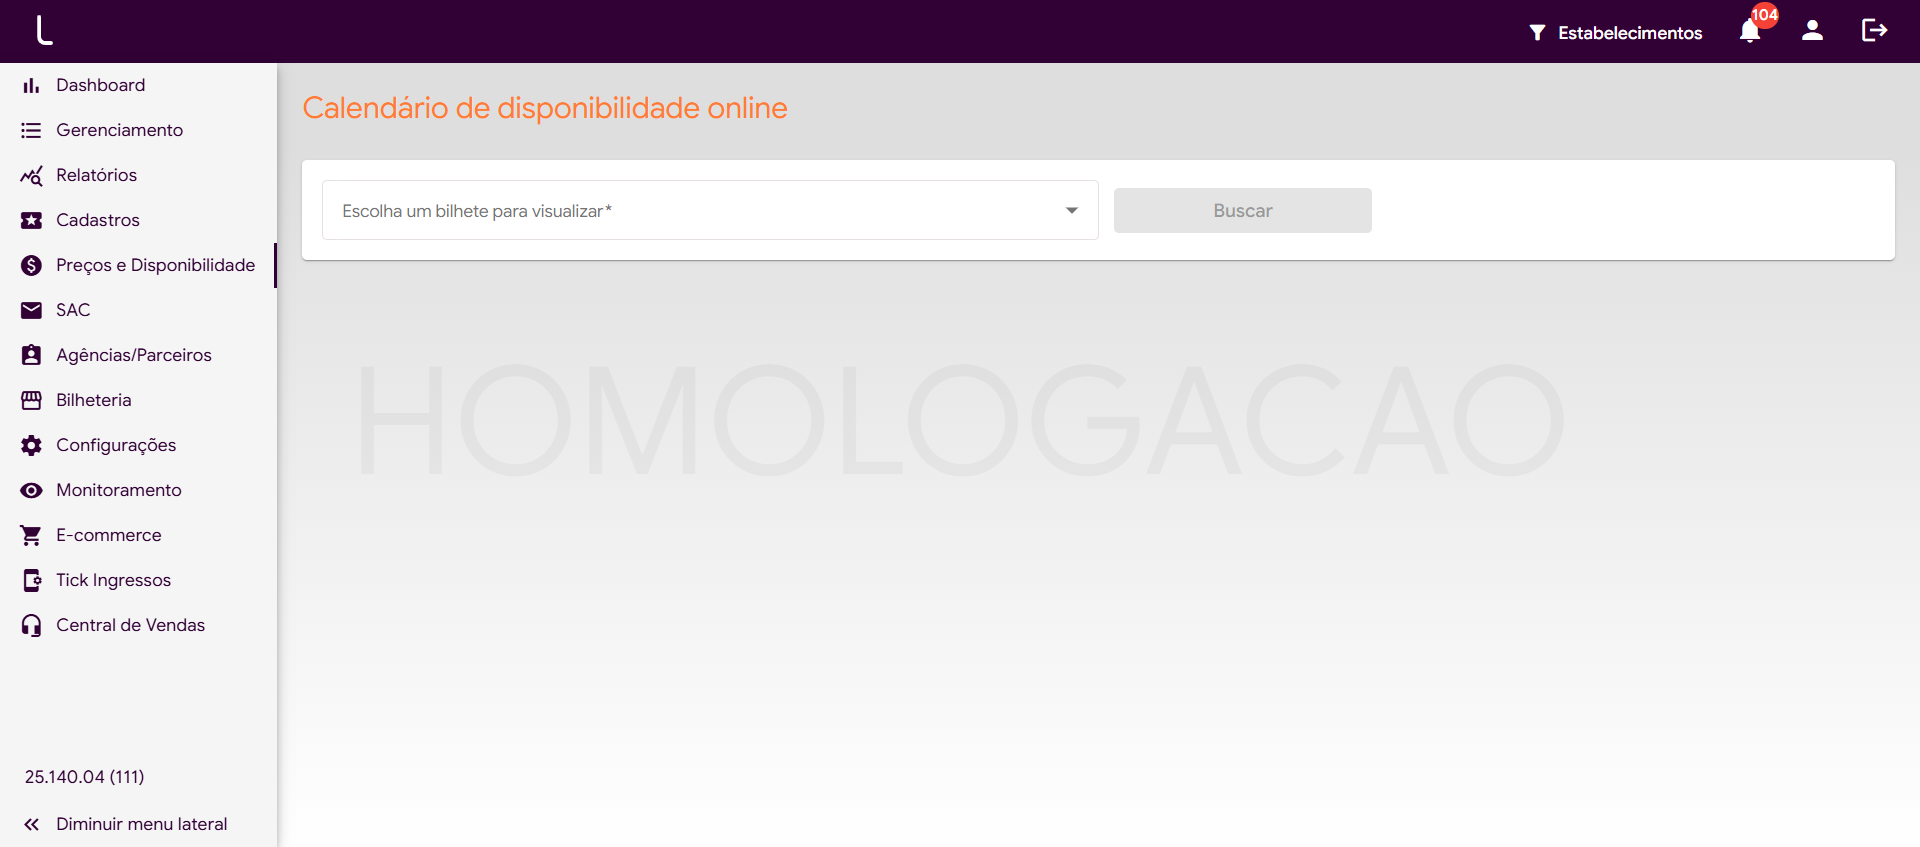 Estabelecimentos
104
Dashboard
Gerenciamento
Relatórios
Cadastros
Preços e Disponibilidade
SAC
Agências/Parceiros
Bilheteria
Configurações
Monitoramento
E-commerce
Tick Ingressos
Central de Vendas
25.140.04 (111)
Diminuir menu lateral
Calendário de disponibilidade online
Escolha um bilhete para visualizar*
Buscar
HOMOLOGACAO